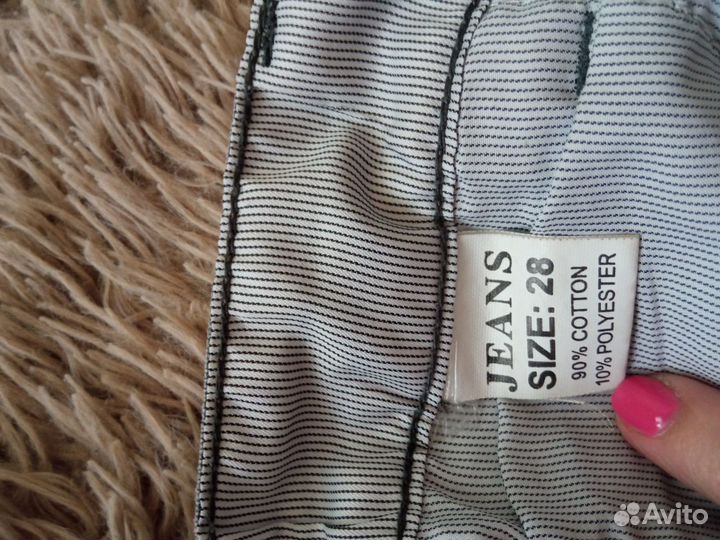 JEANS
SIZE: 28
90% COTTON
10% POLYESTER
Avito